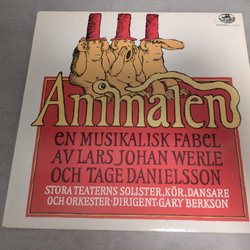 Animalen
EN MUSIKALISK FABEL
AV LARS JOHAN WERLE
OCH TAGE DANIELSSON
STORA TEATERNS SOLISTER, KÖR, DANSARE
OCH ORKESTER · DIRIGENT: GARY BERKSON